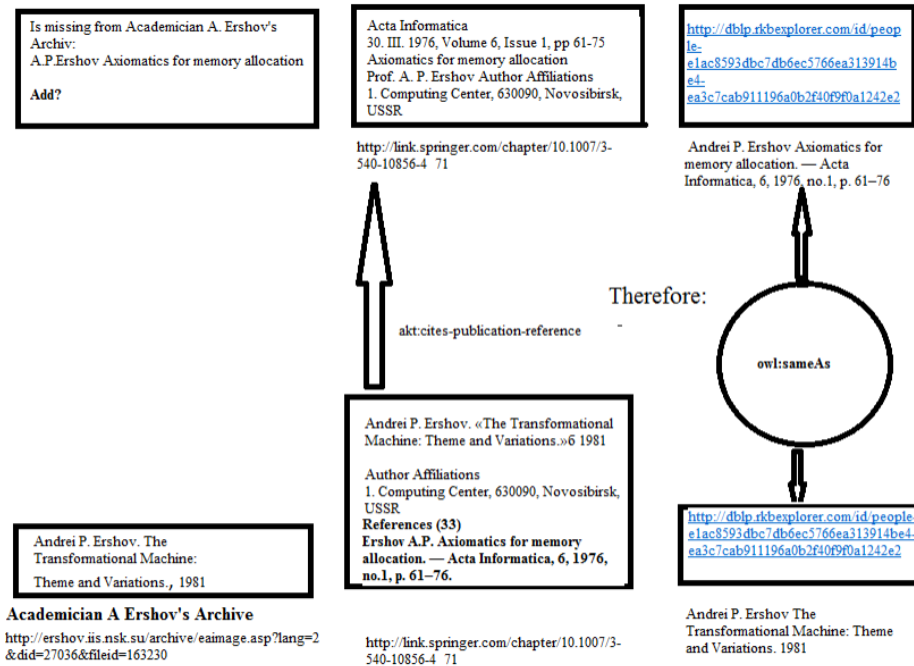 Is missing from Academician A. Ershov's
Archiv:
A.P.Ershov Axiomatics for memory allocation
Add?
Acta Informatica
30. III. 1976, Volume 6, Issue 1, pp 61-75
Axiomatics for memory allocation
Prof. A. P. Ershov Author Affiliations
1. Computing Center, 630090, Novosibirsk,
USSR
http://link.springer.com/chapter/10.1007/3-
540-10856-4 71
http://dblp.rkbexplorer.com/id/peop
le-
e1ac8593dbc7db6ec5766ea313914b
e4-
ea3c7cab911196a0b2f40f9f0a1242e2
Andrei P. Ershov Axiomatics for
memory allocation. — Acta
Informatica, 6, 1976, no.1, p. 61–76
Therefore:
-
akt:cites-publication-reference
owl:sameAs
Andrei P. Ershov. The
Transformational Machine:
Theme and Variations., 1981
Academician A Ershov's Archive
http://ershov.iis.nsk.su/archive/eaimage.asp?lang=2
&did=27036&fileid=163230
Andrei P. Ershov. «The Transformational
Machine: Theme and Variations.»6 1981
Author Affiliations
1. Computing Center, 630090, Novosibirsk,
USSR
References (33)
Ershov A.P. Axiomatics for memory
allocation. — Acta Informatica, 6, 1976,
no.1, p. 61–76.
http://link.springer.com/chapter/10.1007/3-
540-10856-4 71
http://dblp.rkbexplorer.com/id/people-
e1ac8593dbc7db6ec5766ea313914be4-
ea3c7cab911196a0b2f40f9f0a1242e2
Andrei P. Ershov The
Transformational Machine: Theme
and Variations. 1981